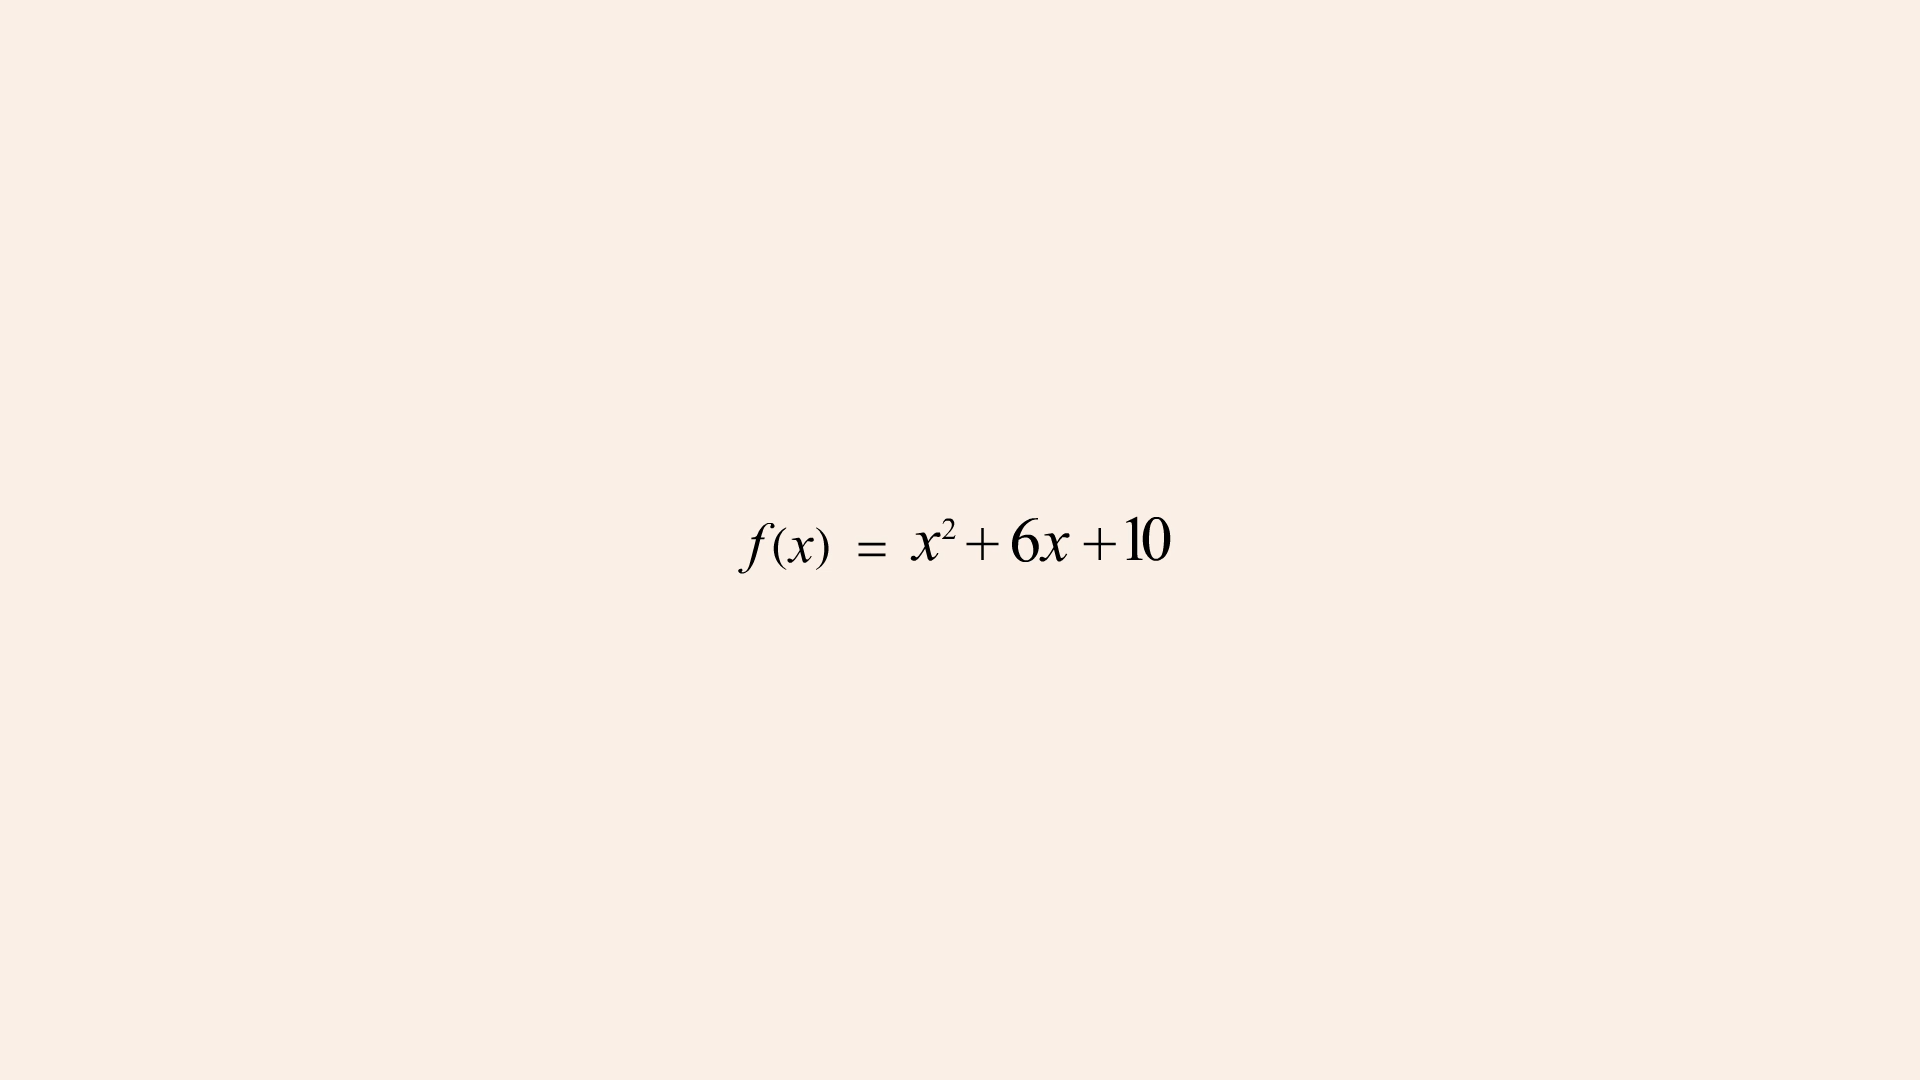 f(x) = x² + 6x + 10